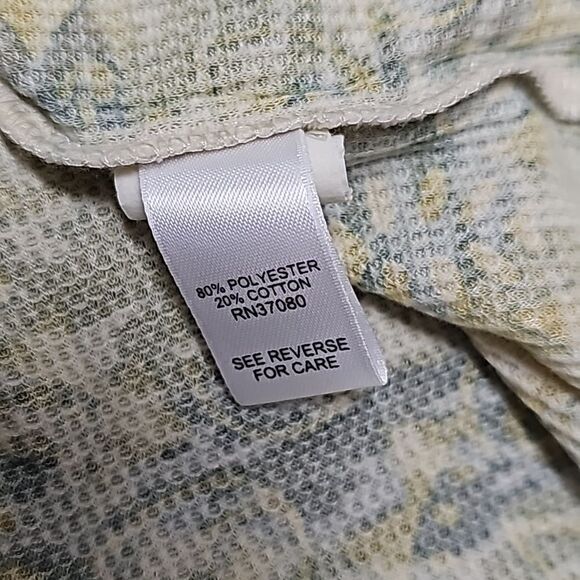 80% POLYESTER
20% COTTON
RN37080
SEE REVERSE
FOR CARE